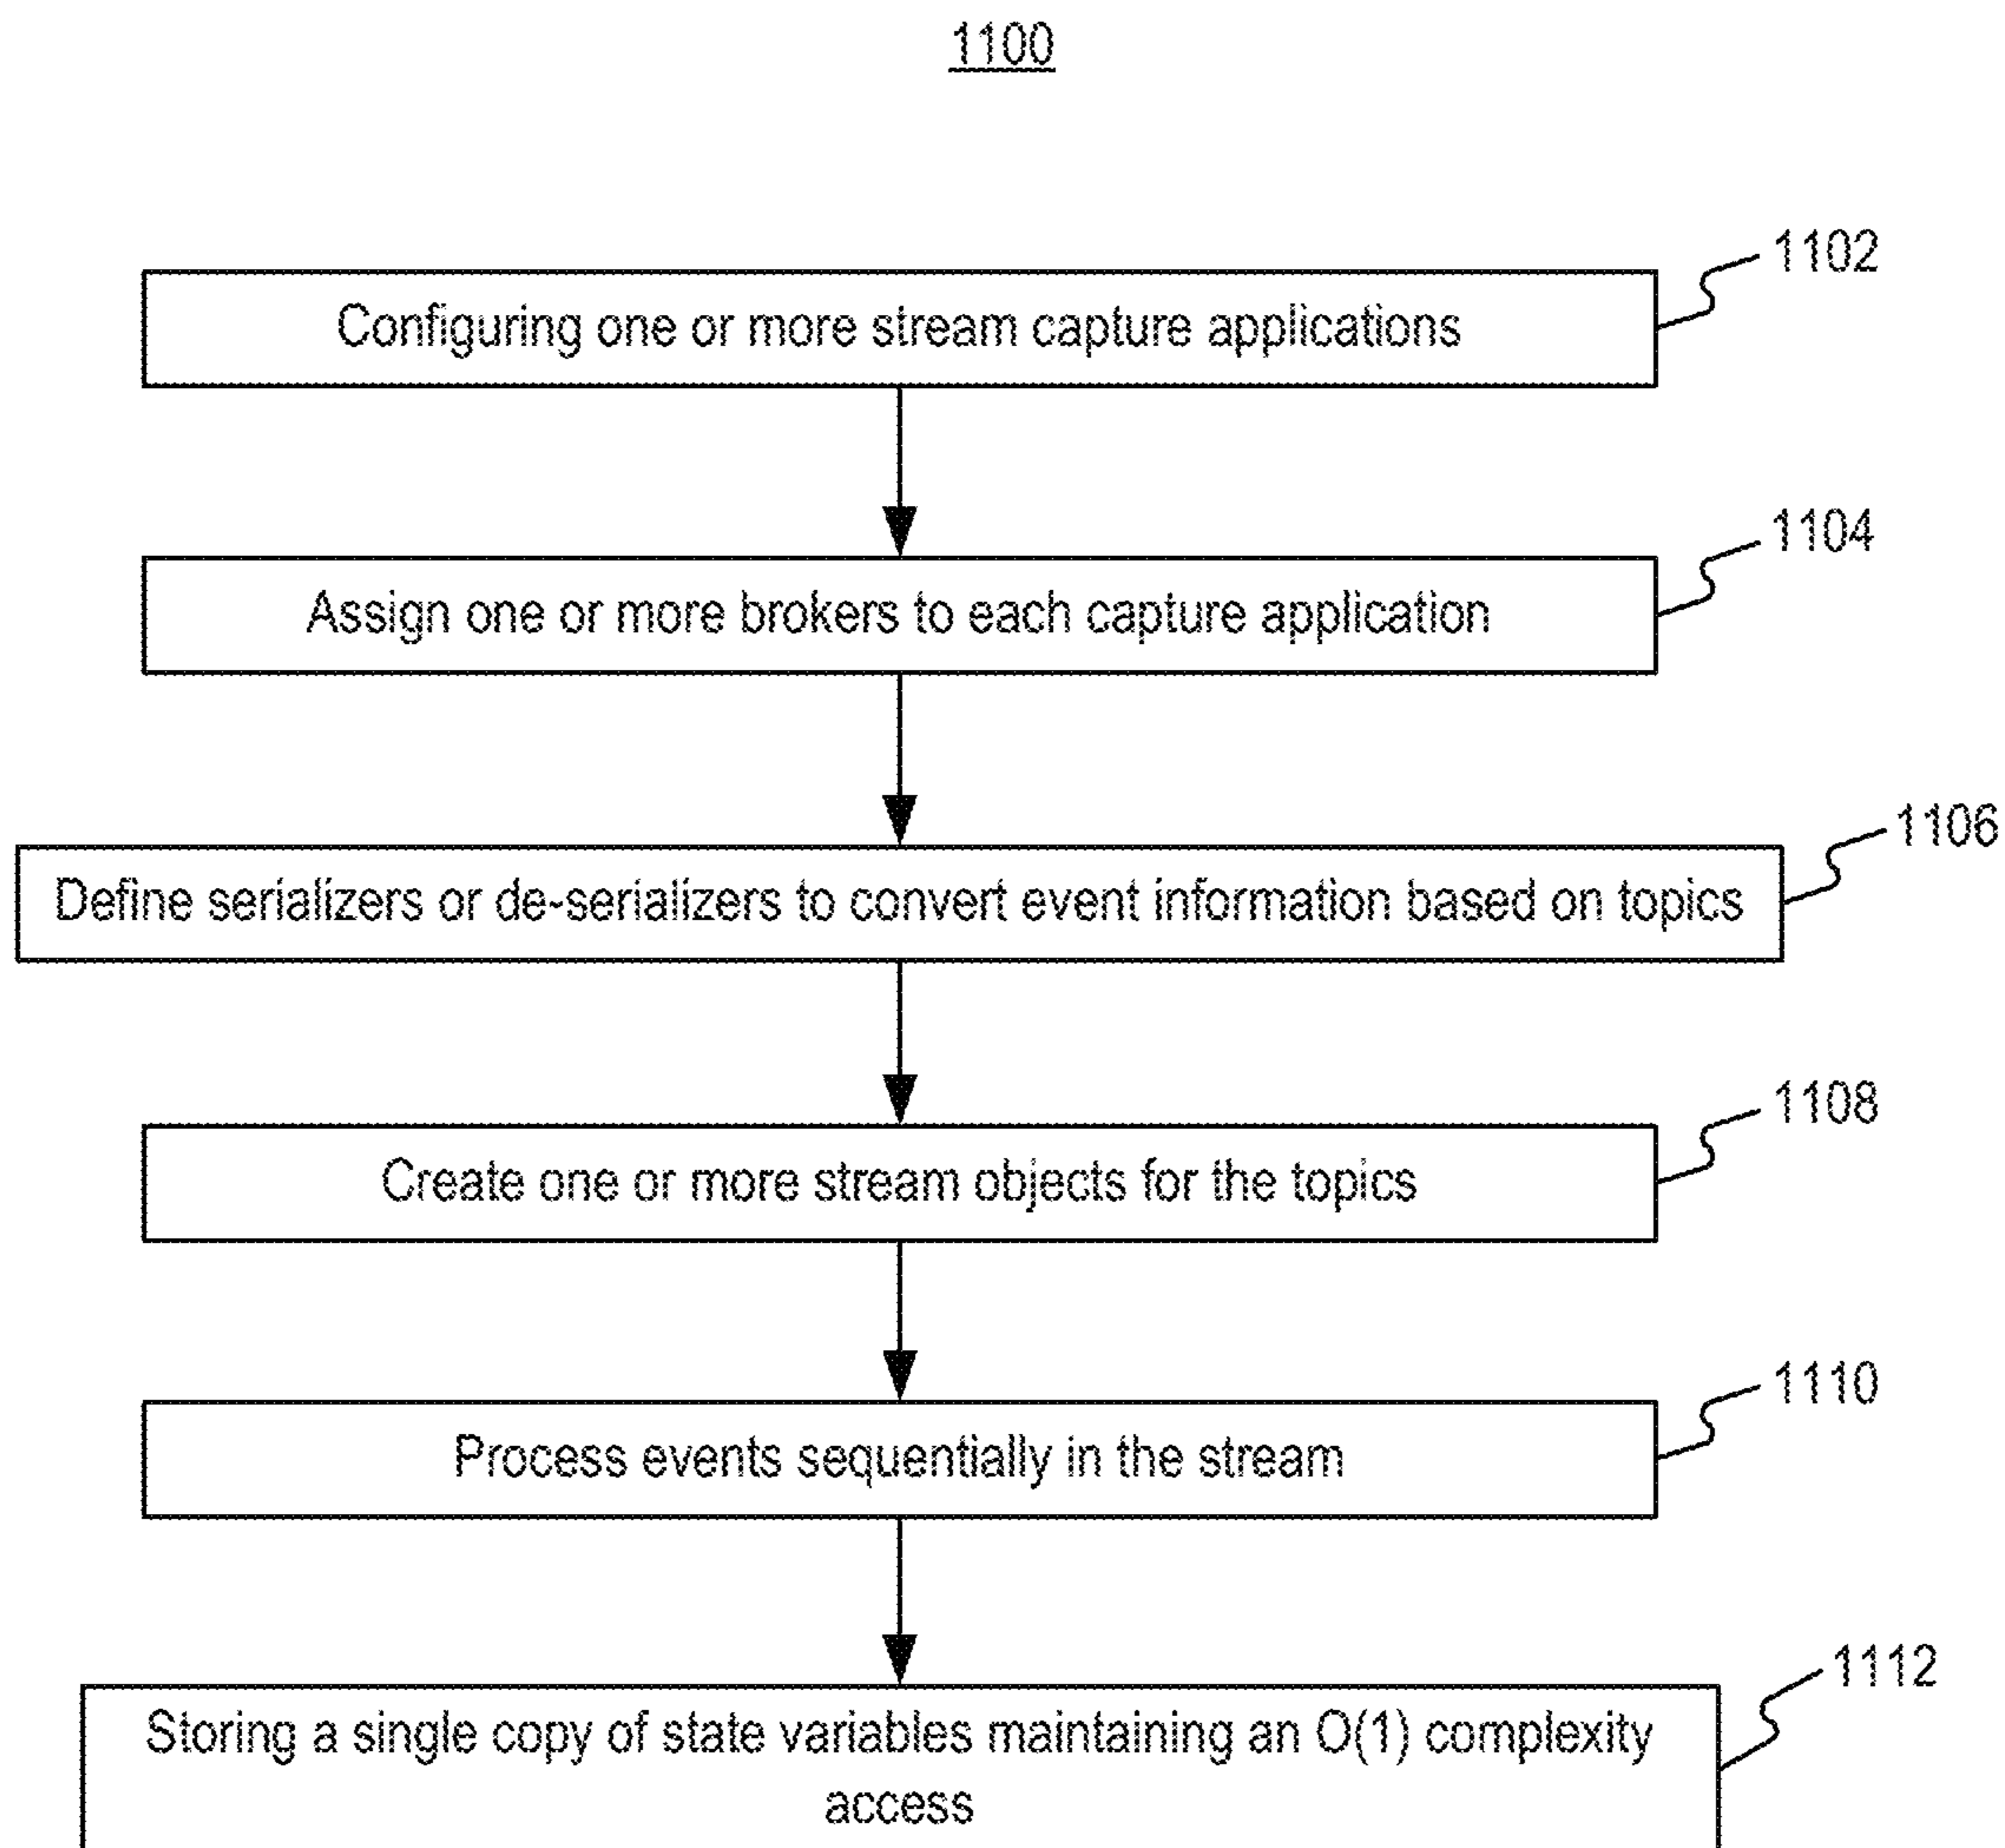 1100
1102
Configuring one or more stream capture applications
1104
Assign one or more brokers to each capture application
1106
Define serializers or de-serializers to convert event information based on topics
1108
Create one or more stream objects for the topics
1110
Process events sequentially in the stream
1112
Storing a single copy of state variables maintaining an O(1) complexity
access